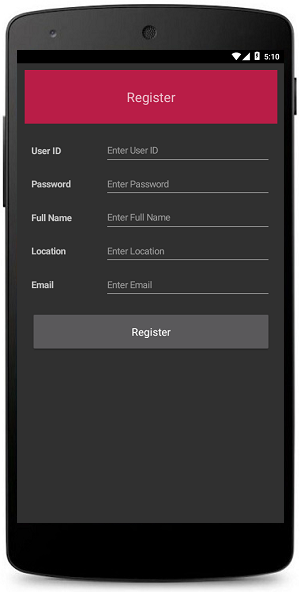 5:10
Register
User ID Enter User ID
Password Enter Password
Full Name Enter Full Name
Location Enter Location
Email Enter Email
Register